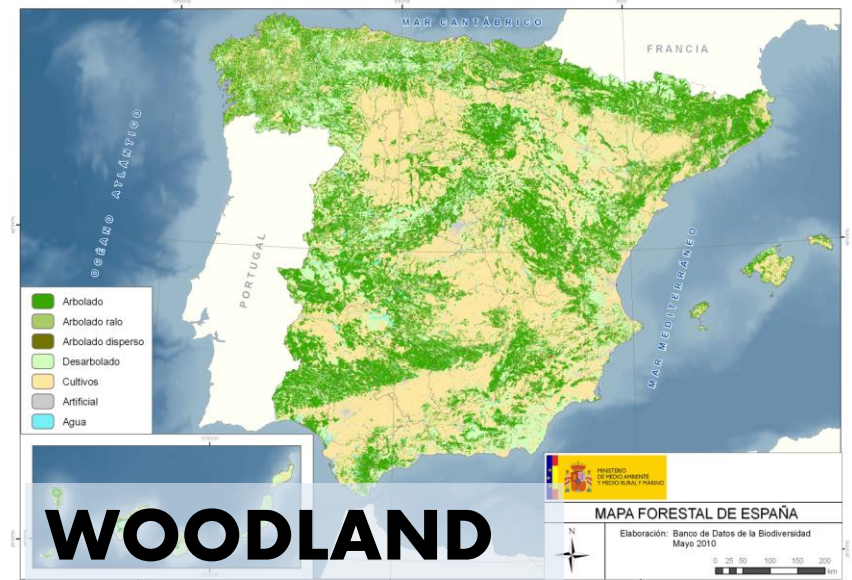 MAR CANTÁBRICO
FRANCIA
OCÉANO ATLÁNTICO
PORTUGAL
MAR MEDITERRÁNEO
Arbolado
Arbolado ralo
Arbolado disperso
Desarbolado
Cultivos
Artificial
Agua
MINISTERIO
DE MEDIO AMBIENTE
Y MEDIO RURAL Y MARINO
MAPA FORESTAL DE ESPAÑA
Elaboración: Banco de Datos de la Biodiversidad
Mayo 2010
N
0 25 50 100 150 200
km
WOODLAND